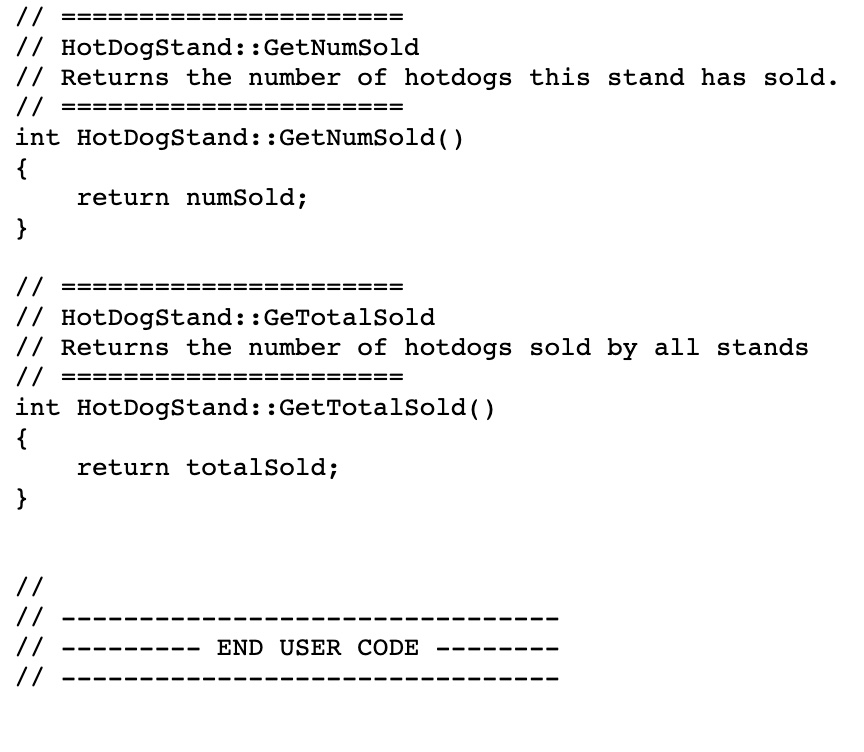 // ======================
// HotDogStand::GetNumSold
// Returns the number of hotdogs this stand has sold.
// ======================
int HotDogStand::GetNumSold()
{
    return numSold;
}

// ======================
// HotDogStand::GeTotalSold
// Returns the number of hotdogs sold by all stands
// ======================
int HotDogStand::GetTotalSold()
{
    return totalSold;
}


//
// --------------------------------
// --------- END USER CODE --------
// --------------------------------